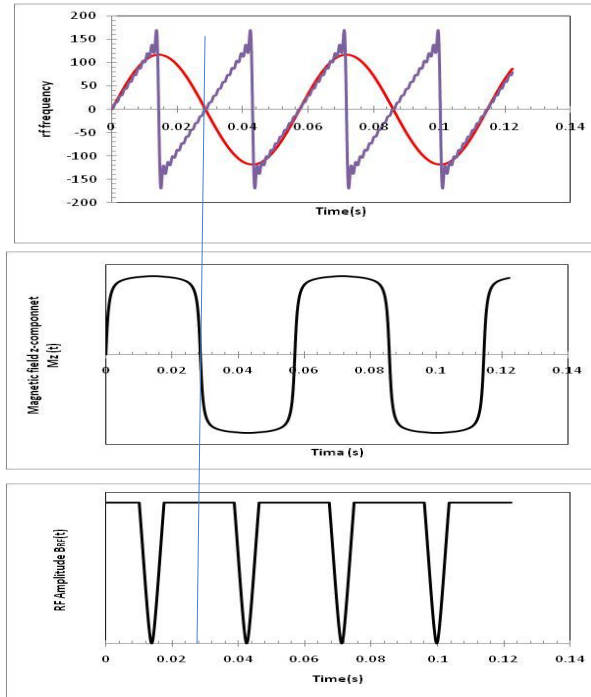 200
150
100
50
0
-50
-100
-150
-200
rf frequency
0 0.02 0.04 0.06 0.08 0.1 0.12 0.14
Time(s)
Magnetic field z-componnet
Mz (t)
0 0.02 0.04 0.06 0.08 0.1 0.12 0.14
Tima (s)
RF Amplitude BRF(t)
0 0.02 0.04 0.06 0.08 0.1 0.12 0.14
Time(s)